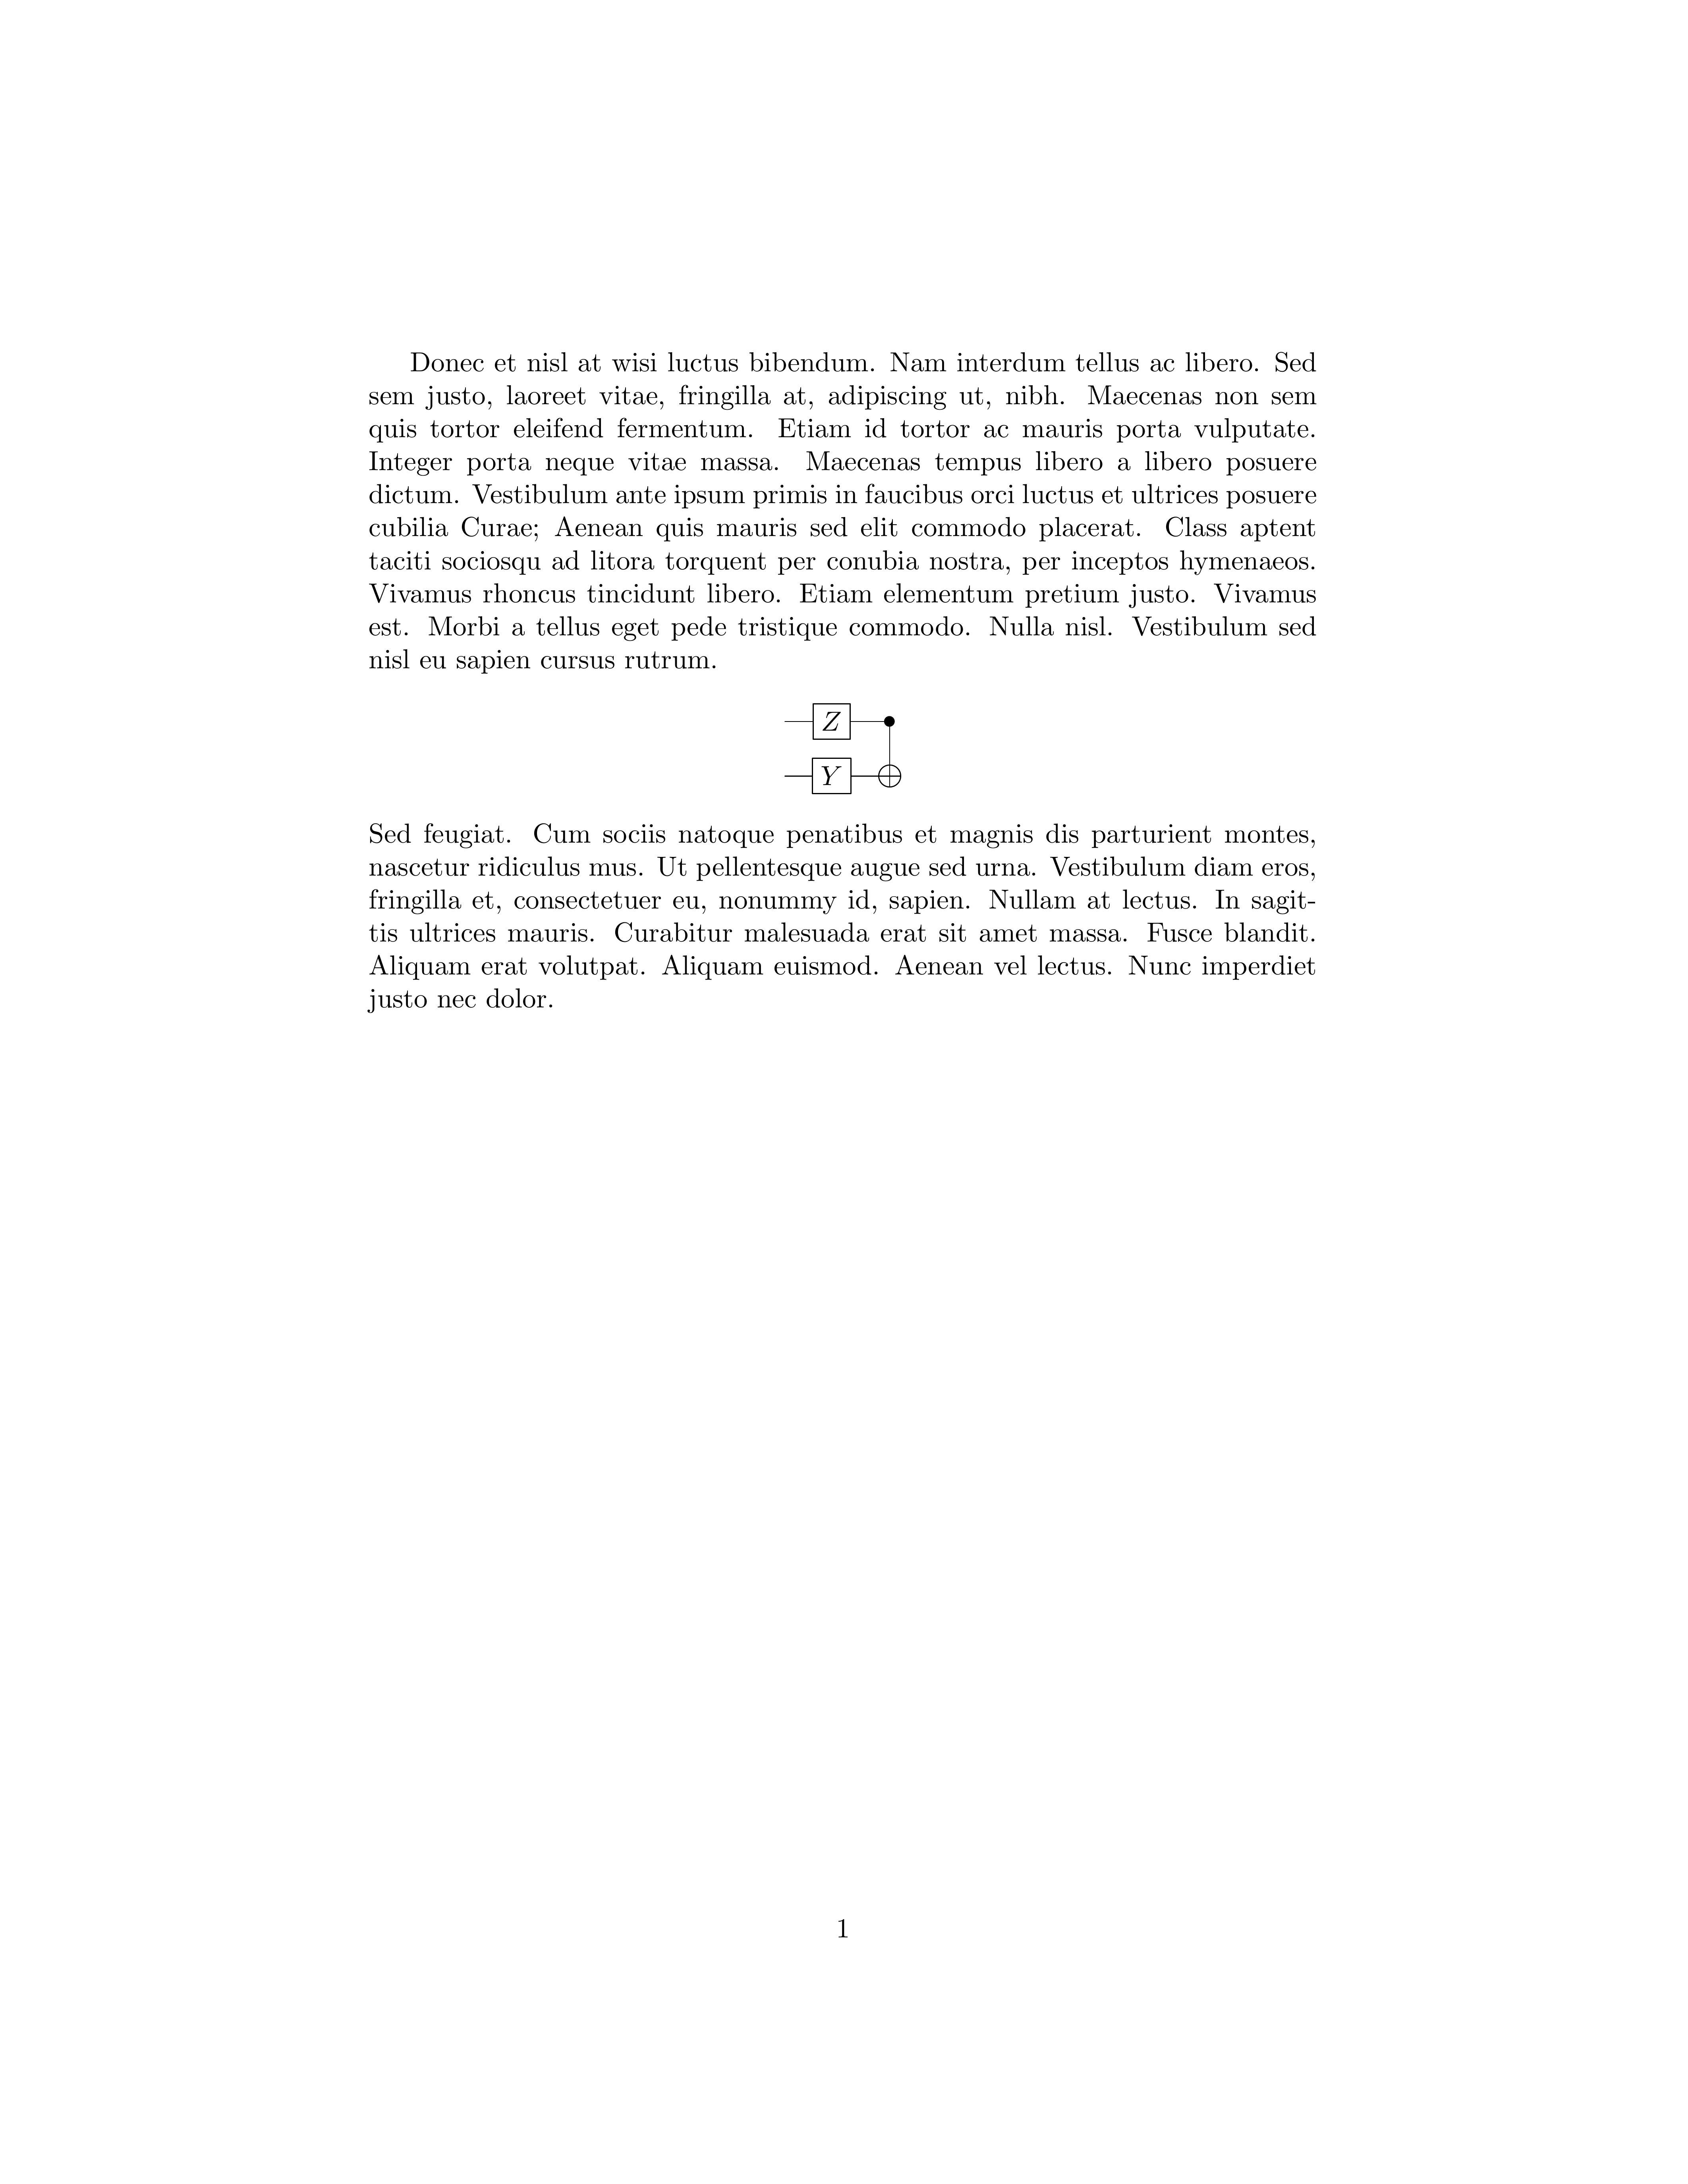 Donec et nisl at wisi luctus bibendum. Nam interdum tellus ac libero. Sed
sem justo, laoreet vitae, fringilla at, adipiscing ut, nibh. Maecenas non sem
quis tortor eleifend fermentum. Etiam id tortor ac mauris porta vulputate.
Integer porta neque vitae massa. Maecenas tempus libero a libero posuere
dictum. Vestibulum ante ipsum primis in faucibus orci luctus et ultrices posuere
cubilia Curae; Aenean quis mauris sed elit commodo placerat. Class aptent
taciti sociosqu ad litora torquent per conubia nostra, per inceptos hymenaeos.
Vivamus rhoncus tincidunt libero. Etiam elementum pretium justo. Vivamus
est. Morbi a tellus eget pede tristique commodo. Nulla nisl. Vestibulum sed
nisl eu sapien cursus rutrum.
Z
Y
Sed feugiat. Cum sociis natoque penatibus et magnis dis parturient montes,
nascetur ridiculus mus. Ut pellentesque augue sed urna. Vestibulum diam eros,
fringilla et, consectetuer eu, nonummy id, sapien. Nullam at lectus. In sagit-
tis ultrices mauris. Curabitur malesuada erat sit amet massa. Fusce blandit.
Aliquam erat volutpat. Aliquam euismod. Aenean vel lectus. Nunc imperdiet
justo nec dolor.
1